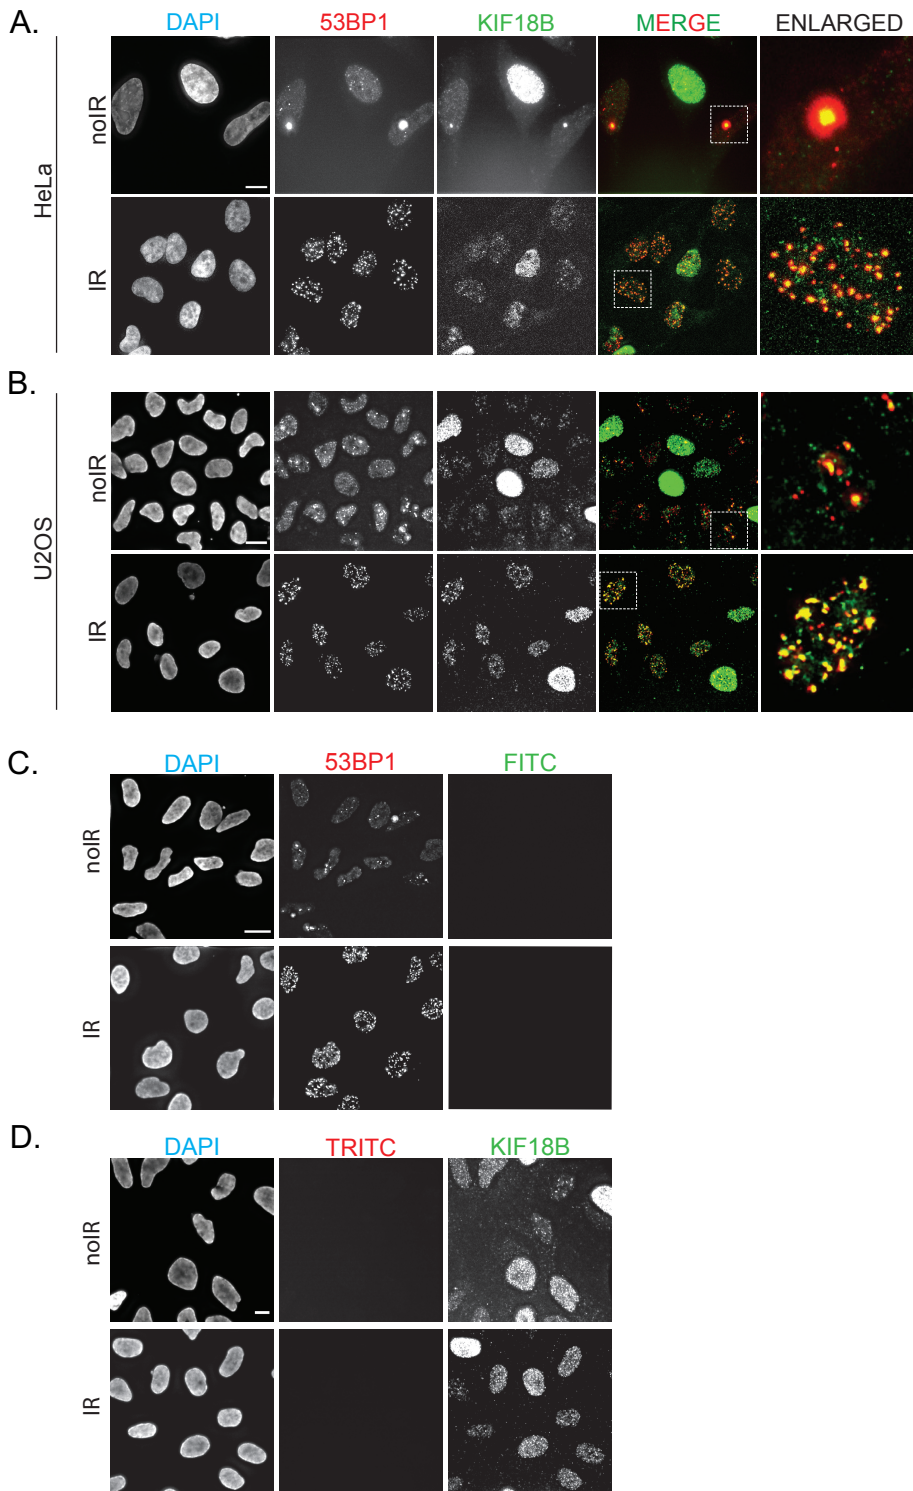 A.
DAPI 53BP1 KIF18B MERGE ENLARGED
HeLa
noIR
IR
B.
U2OS
noIR
IR
C.
DAPI 53BP1 FITC
noIR
IR
D.
DAPI TRITC KIF18B
noIR
IR